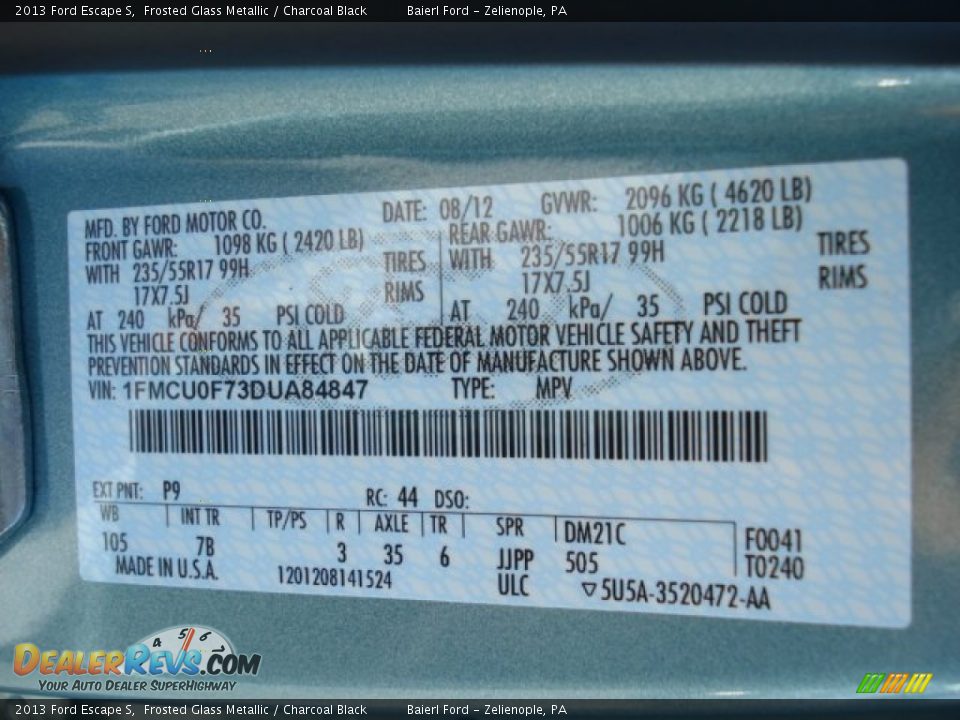 2013 Ford Escape S, Frosted Glass Metallic / Charcoal Black Baierl Ford - Zelienople, PA
MFD. BY FORD MOTOR CO. DATE: 08/12 GVWR: 2096 KG ( 4620 LB)
FRONT GAWR: 1098 KG ( 2420 LB) REAR GAWR: 1006 KG ( 2218 LB)
WITH 235/55R17 99H TIRES WITH 235/55R17 99H TIRES
17X7.5J RIMS 17X7.5J RIMS
AT 240 kPa/ 35 PSI COLD AT 240 kPa/ 35 PSI COLD
THIS VEHICLE CONFORMS TO ALL APPLICABLE FEDERAL MOTOR VEHICLE SAFETY AND THEFT
PREVENTION STANDARDS IN EFFECT ON THE DATE OF MANUFACTURE SHOWN ABOVE.
VIN: 1FMCU0F73DUA84847 TYPE: MPV
EXT PNT: P9 RC: 44 DSO:
WB INT TR TP/PS R AXLE TR SPR DM21C F0041
105 7B 3 35 6 JJPP 505 T0240
MADE IN U.S.A. 1201208141524 ULC ▽5U5A-3520472-AA
4 5 6
DEALERREVS.COM
YOUR AUTO DEALER SUPERHIGHWAY
2013 Ford Escape S, Frosted Glass Metallic / Charcoal Black Baierl Ford - Zelienople, PA